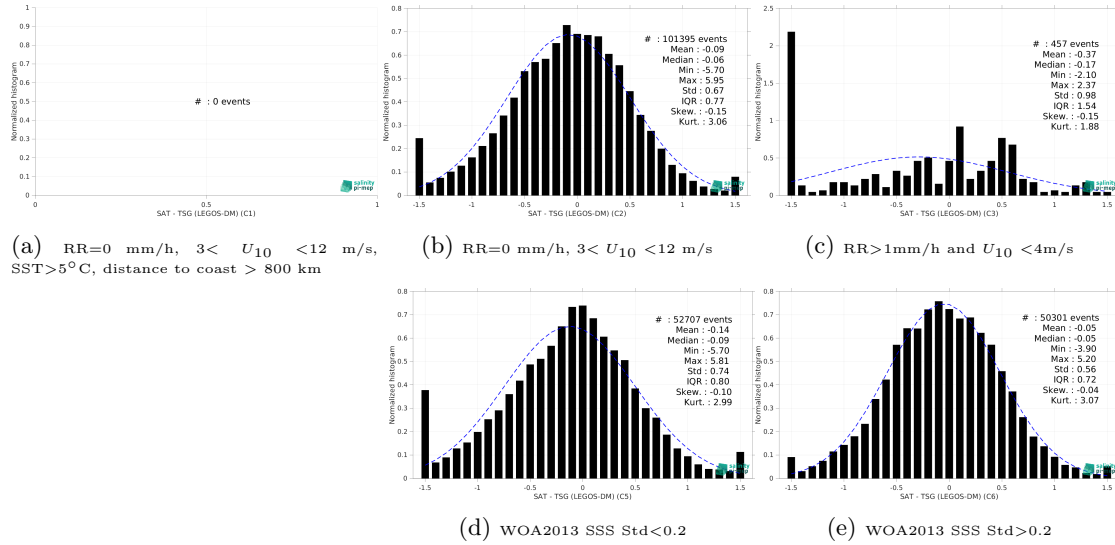 1
0.9
0.8
0.7
0.6
0.5
0.4
0.3
0.2
0.1
0
Normalized histogram
# : 0 events
salinity
pi-mep
0 0.5 1
SAT - TSG (LEGOS-DM) (C1)
(a) RR=0 mm/h, 3< U10 <12 m/s,
SST>5°C, distance to coast > 800 km
0.8
0.7
0.6
0.5
0.4
0.3
0.2
0.1
0
Normalized histogram
# : 101395 events
Mean : -0.09
Median : -0.06
Min : -5.70
Max : 5.95
Std : 0.67
IQR : 0.77
Skew. : -0.15
Kurt. : 3.06
salinity
pi-mep
-1.5 -1 -0.5 0 0.5 1 1.5
SAT - TSG (LEGOS-DM) (C2)
(b) RR=0 mm/h, 3< U10 <12 m/s
2.5
2
1.5
1
0.5
0
Normalized histogram
# : 457 events
Mean : -0.37
Median : -0.17
Min : -2.10
Max : 2.37
Std : 0.98
IQR : 1.54
Skew. : -0.15
Kurt. : 1.88
salinity
pi-mep
-1.5 -1 -0.5 0 0.5 1 1.5
SAT - TSG (LEGOS-DM) (C3)
(c) RR>1mm/h and U10 <4m/s
0.8
0.7
0.6
0.5
0.4
0.3
0.2
0.1
0
Normalized histogram
# : 52707 events
Mean : -0.14
Median : -0.09
Min : -5.70
Max : 5.81
Std : 0.74
IQR : 0.80
Skew. : -0.10
Kurt. : 2.99
salinity
pi-mep
-1.5 -1 -0.5 0 0.5 1 1.5
SAT - TSG (LEGOS-DM) (C5)
(d) WOA2013 SSS Std<0.2
0.8
0.7
0.6
0.5
0.4
0.3
0.2
0.1
0
Normalized histogram
# : 50301 events
Mean : -0.05
Median : -0.05
Min : -3.90
Max : 5.20
Std : 0.56
IQR : 0.72
Skew. : -0.04
Kurt. : 3.07
salinity
pi-mep
-1.5 -1 -0.5 0 0.5 1 1.5
SAT - TSG (LEGOS-DM) (C6)
(e) WOA2013 SSS Std>0.2